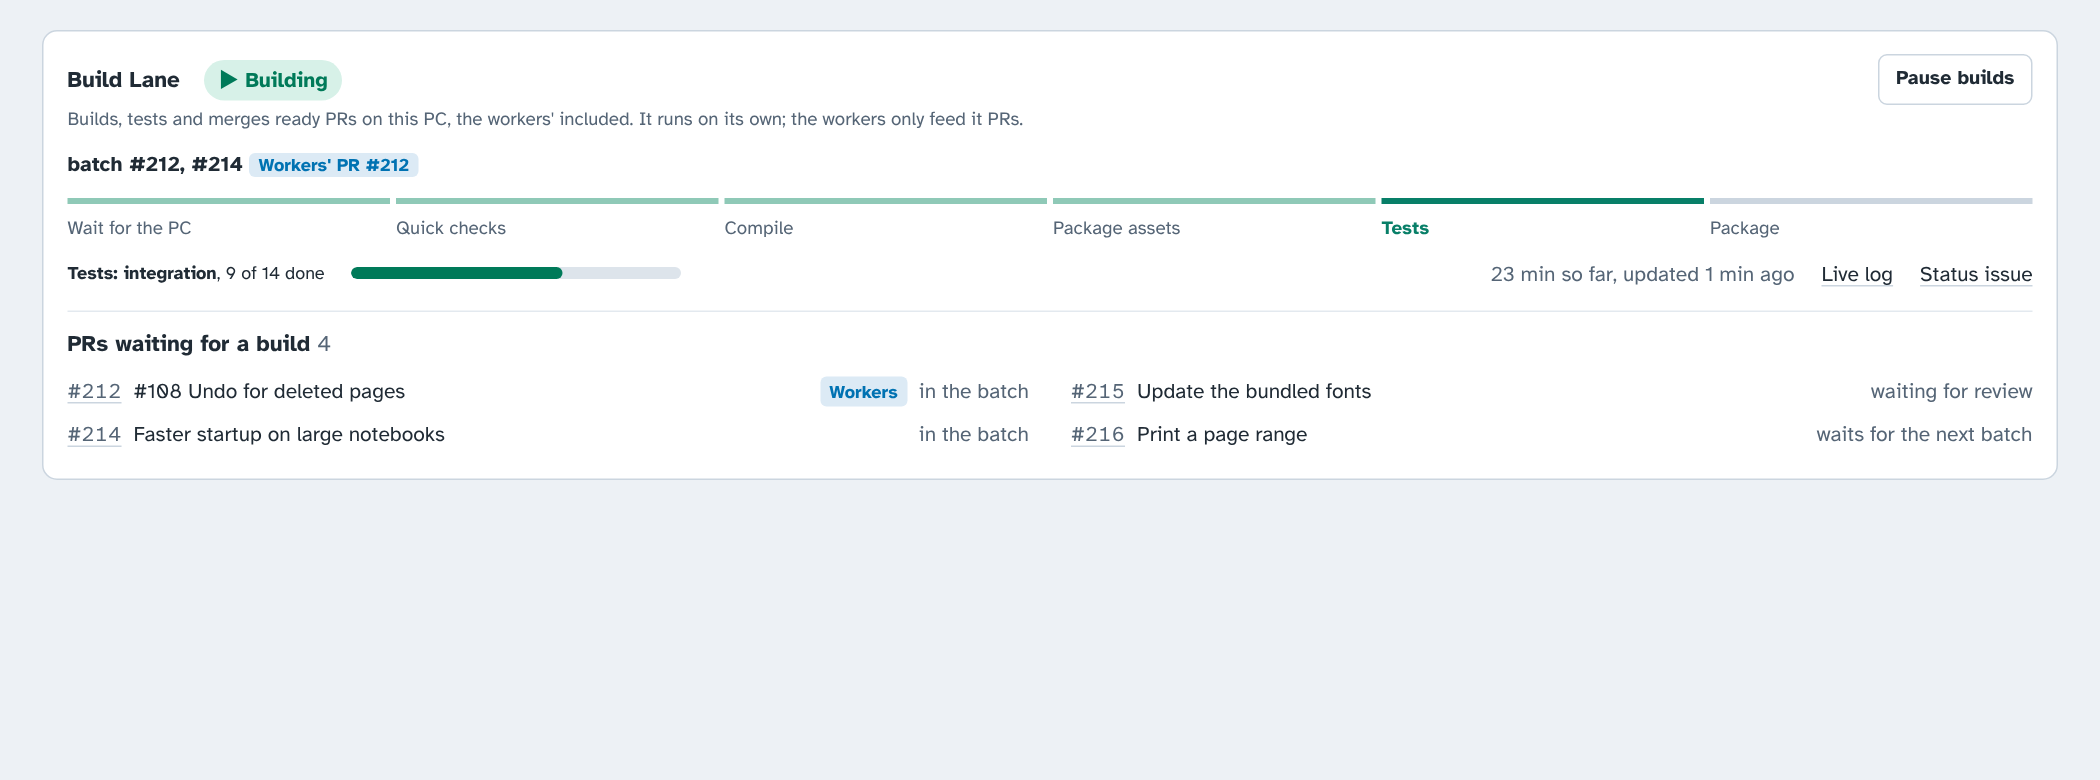 Build Lane Building Pause builds
Builds, tests and merges ready PRs on this PC, the workers' included. It runs on its own; the workers only feed it PRs.
batch #212, #214 Workers' PR #212
Wait for the PC Quick checks Compile Package assets Tests Package
Tests: integration, 9 of 14 done 23 min so far, updated 1 min ago Live log Status issue
PRs waiting for a build 4
#212 #108 Undo for deleted pages Workers in the batch #215 Update the bundled fonts waiting for review
#214 Faster startup on large notebooks in the batch #216 Print a page range waits for the next batch